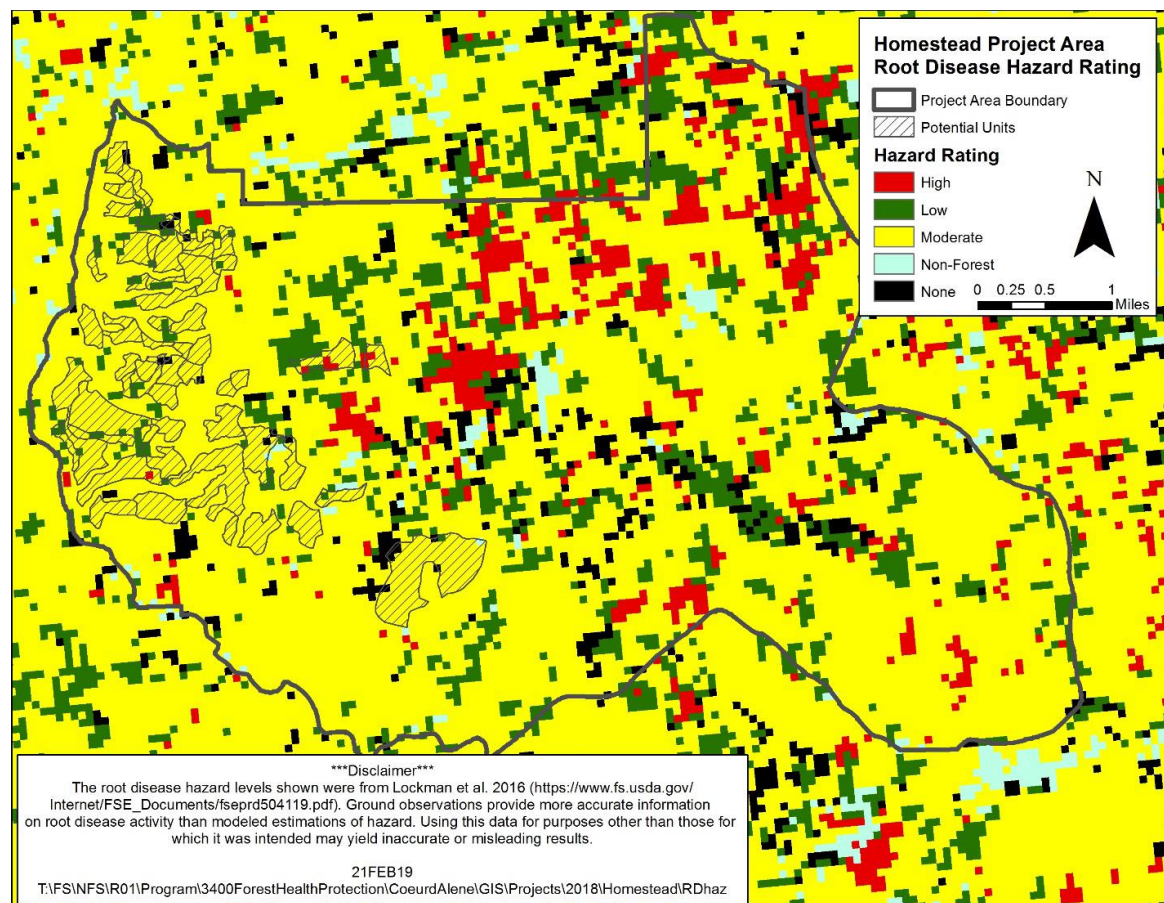 Homestead Project Area
Root Disease Hazard Rating
Project Area Boundary
Potential Units
Hazard Rating
High
Low
Moderate
Non-Forest
None
N
0 0.25 0.5 1
Miles
***Disclaimer***
The root disease hazard levels shown were from Lockman et al. 2016 (https://www.fs.usda.gov/
Internet/FSE_Documents/fseprd504119.pdf). Ground observations provide more accurate information
on root disease activity than modeled estimations of hazard. Using this data for purposes other than those for
which it was intended may yield inaccurate or misleading results.
21FEB19
T:\FS\NFS\R01\Program\3400ForestHealthProtection\CoeurdAlene\GIS\Projects\2018\Homestead\RDhaz